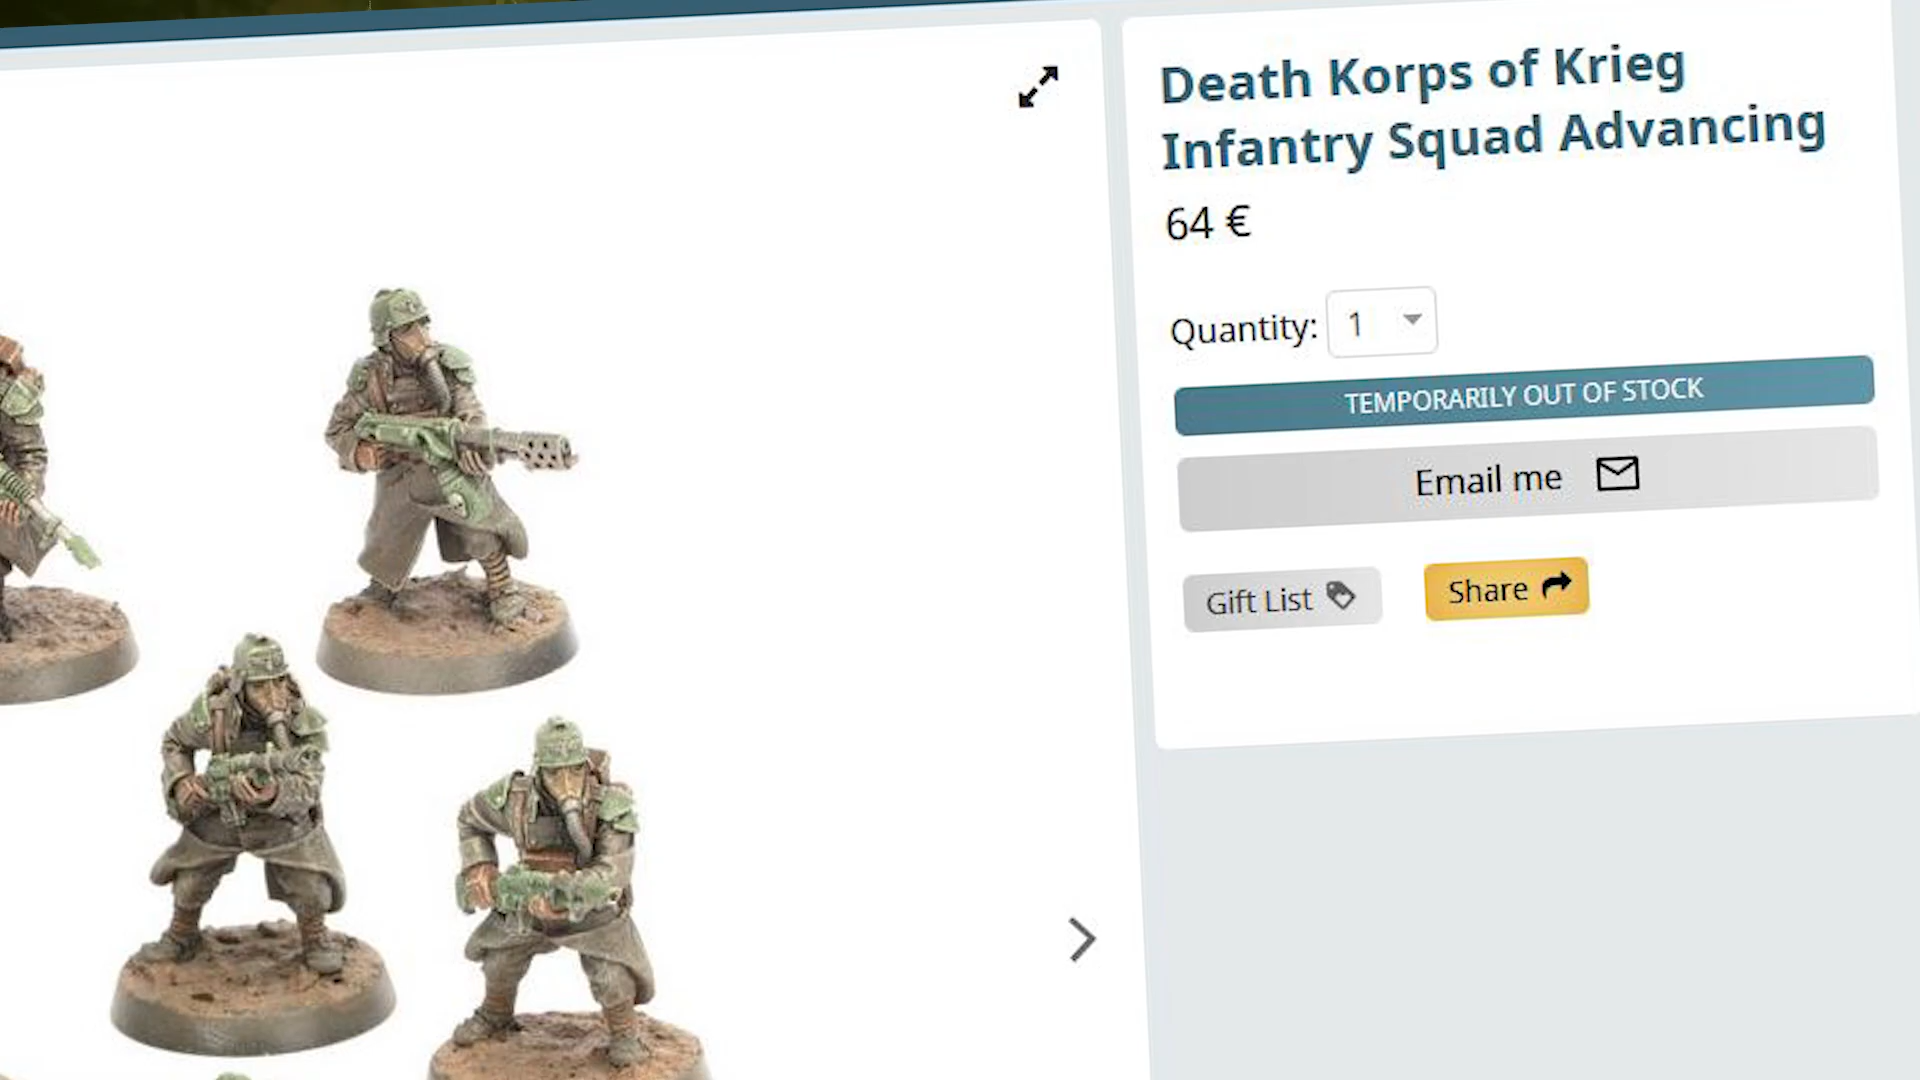 Death Korps of Krieg
Infantry Squad Advancing
64 €
Quantity: 1
TEMPORARILY OUT OF STOCK
Email me
Gift List
Share